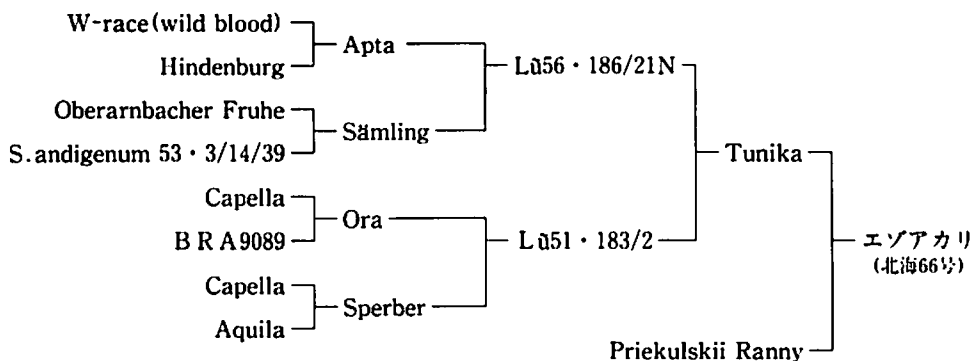 W-race(wild blood)
Apta
Hindenburg
Lü56・186/21N
Oberarnbacher Fruhe
Sämling
S.andigenum 53・3/14/39
Tunika
Capella
Ora
BRA9089
Lü51・183/2
エゾアカリ
(北海66号)
Capella
Sperber
Aquila
Priekulskii Ranny